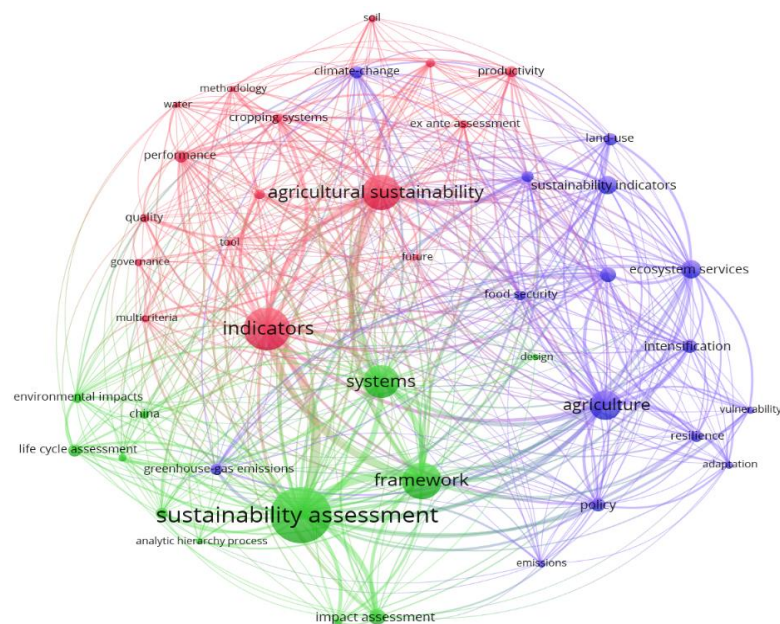 soil
climate-change
productivity
methodology
water
cropping systems
ex ante assessment
land-use
performance
agricultural sustainability
sustainability indicators
quality
tool
future
governance
ecosystem services
food security
multicriteria
indicators
intensification
design
systems
environmental impacts
agriculture
vulnerability
china
resilience
life cycle assessment
adaptation
greenhouse-gas emissions
framework
policy
sustainability assessment
analytic hierarchy process
emissions
impact assessment